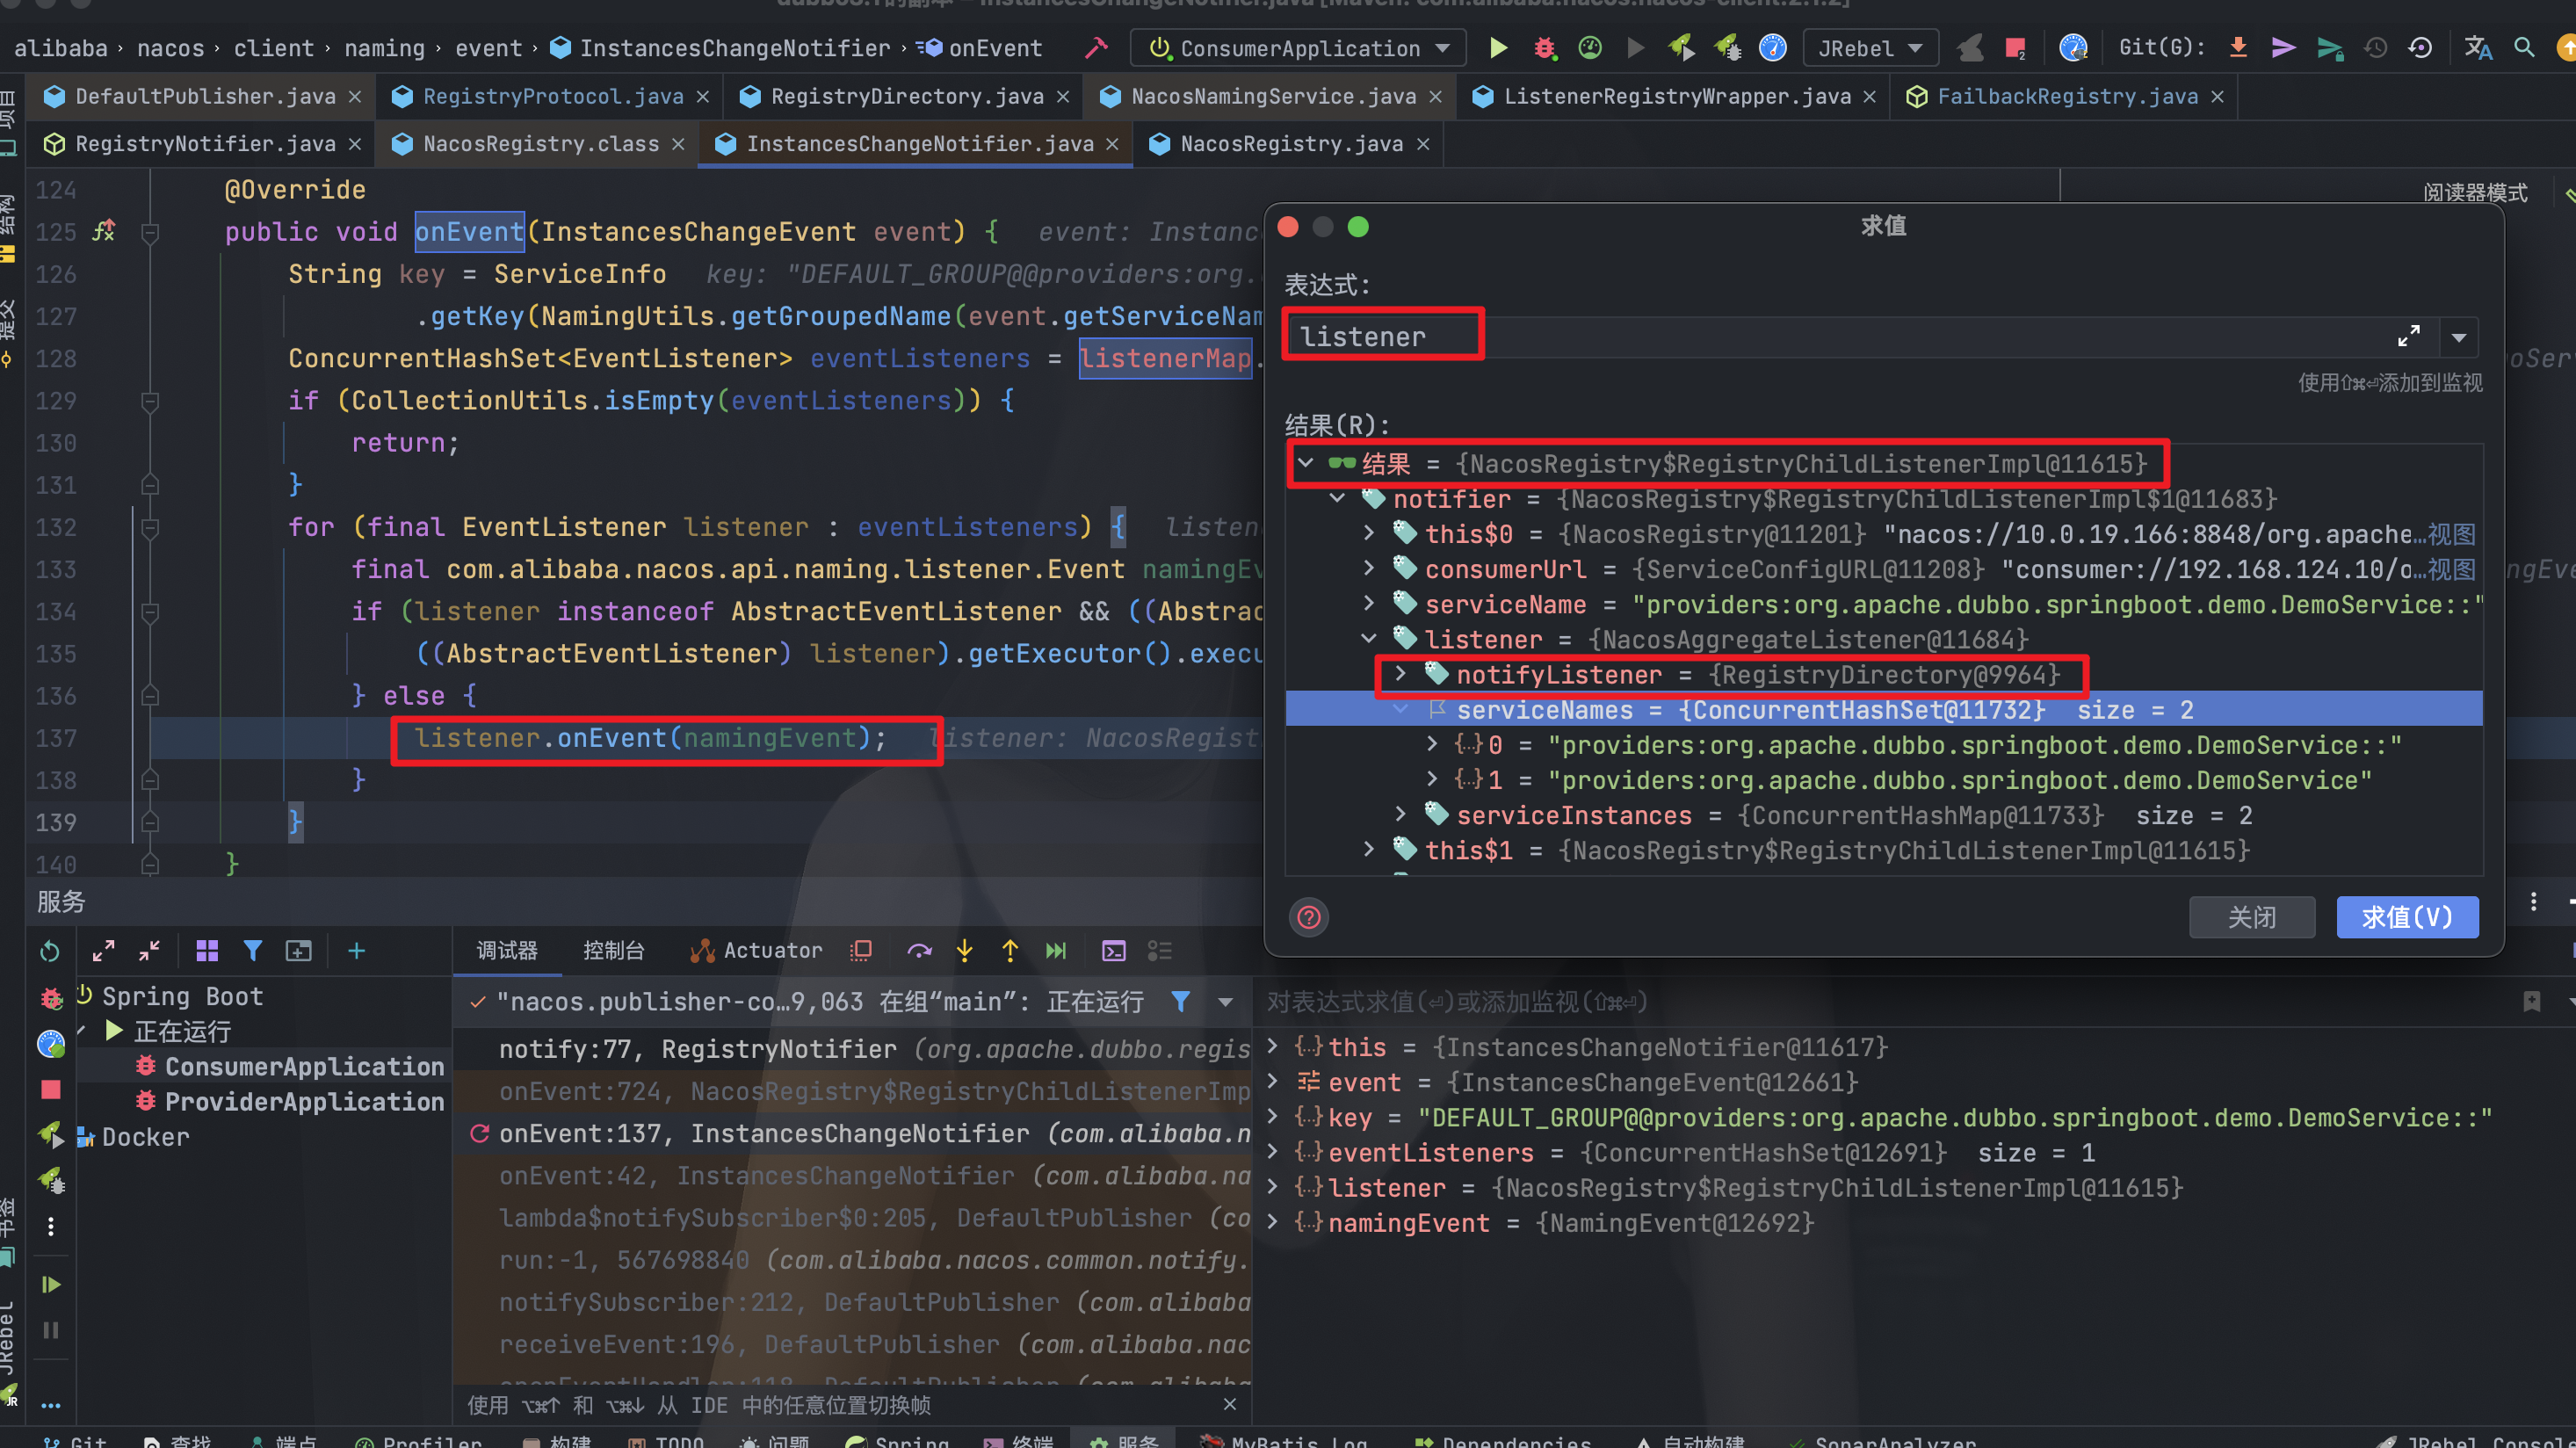 alibaba › nacos › client › naming › event › InstancesChangeNotifier › onEvent ConsumerApplication JRebel Git(G):
DefaultPublisher.java RegistryProtocol.java RegistryDirectory.java NacosNamingService.java ListenerRegistryWrapper.java FailbackRegistry.java
RegistryNotifier.java NacosRegistry.class InstancesChangeNotifier.java NacosRegistry.java
阅读器模式
124 @Override
125 public void onEvent(InstancesChangeEvent event) { event: Instanc
126 String key = ServiceInfo key: "DEFAULT_GROUP@@providers:org.
127 .getKey(NamingUtils.getGroupedName(event.getServiceNam
128 ConcurrentHashSet<EventListener> eventListeners = listenerMap.
129 if (CollectionUtils.isEmpty(eventListeners)) {
130 return;
131 }
132 for (final EventListener listener : eventListeners) { listen
133 final com.alibaba.nacos.api.naming.listener.Event namingEv
134 if (listener instanceof AbstractEventListener && ((Abstrac
135 ((AbstractEventListener) listener).getExecutor().execu
136 } else {
137 listener.onEvent(namingEvent); listener: NacosRegist
138 }
139 }
140 }
求值
表达式:
listener
使用⇧⌘⏎添加到监视
结果(R):
结果 = {NacosRegistry$RegistryChildListenerImpl@11615}
notifier = {NacosRegistry$RegistryChildListenerImpl$1@11683}
this$0 = {NacosRegistry@11201} "nacos://10.0.19.166:8848/org.apache...视图
consumerUrl = {ServiceConfigURL@11208} "consumer://192.168.124.10/o...视图
serviceName = "providers:org.apache.dubbo.springboot.demo.DemoService::"
listener = {NacosAggregateListener@11684}
notifyListener = {RegistryDirectory@9964}
serviceNames = {ConcurrentHashSet@11732} size = 2
0 = "providers:org.apache.dubbo.springboot.demo.DemoService::"
1 = "providers:org.apache.dubbo.springboot.demo.DemoService"
serviceInstances = {ConcurrentHashMap@11733} size = 2
this$1 = {NacosRegistry$RegistryChildListenerImpl@11615}
关闭 求值(V)
服务
调试器 控制台 Actuator
Spring Boot
正在运行
ConsumerApplication
ProviderApplication
Docker
"nacos.publisher-co...9,063 在组“main”: 正在运行
notify:77, RegistryNotifier (org.apache.dubbo.regis
onEvent:724, NacosRegistry$RegistryChildListenerImp
onEvent:137, InstancesChangeNotifier (com.alibaba.n
onEvent:42, InstancesChangeNotifier (com.alibaba.na
lambda$notifySubscriber$0:205, DefaultPublisher (co
run:-1, 567698840 (com.alibaba.nacos.common.notify.
notifySubscriber:212, DefaultPublisher (com.alibaba
receiveEvent:196, DefaultPublisher (com.alibaba.nac
使用 ⌥⌘↑ 和 ⌥⌘↓ 从 IDE 中的任意位置切换帧
对表达式求值(⏎)或添加监视(⇧⌘⏎)
this = {InstancesChangeNotifier@11617}
event = {InstancesChangeEvent@12661}
key = "DEFAULT_GROUP@@providers:org.apache.dubbo.springboot.demo.DemoService::"
eventListeners = {ConcurrentHashSet@12691} size = 1
listener = {NacosRegistry$RegistryChildListenerImpl@11615}
namingEvent = {NamingEvent@12692}
项目
结构
提交
书签
JRebel
Git 查找 端点 Profiler 构建 TODO 问题 Spring 终端 服务 MyBatis Log Dependencies 自动构建 SonarAnalyzer JRebel Consol